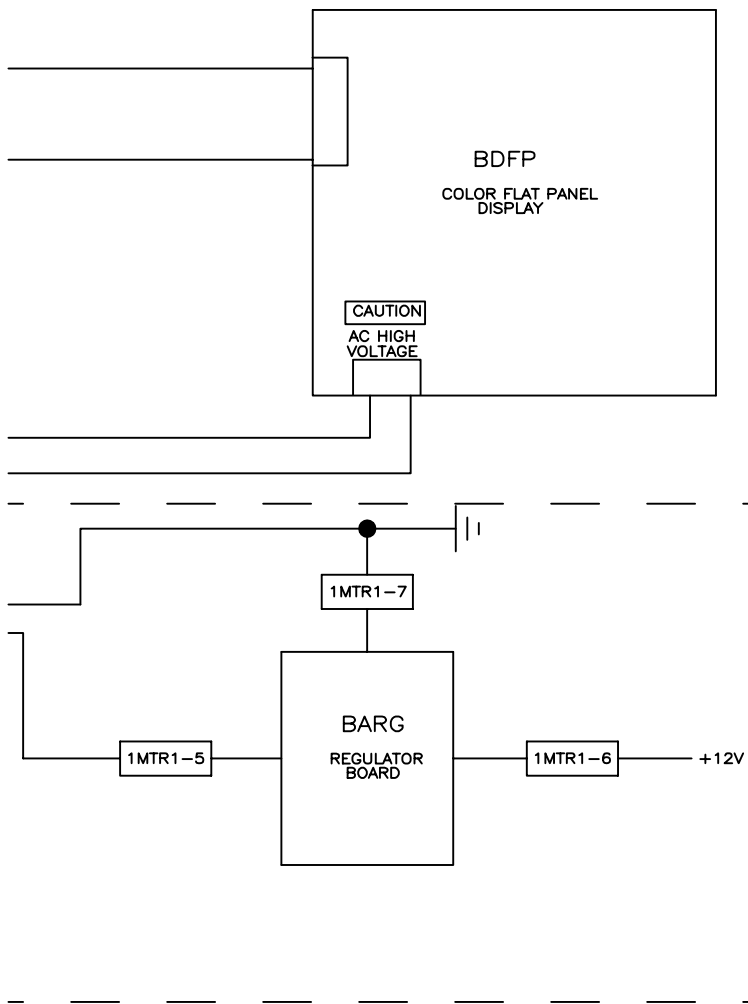 BDFP
COLOR FLAT PANEL
DISPLAY
CAUTION
AC HIGH
VOLTAGE
1MTR1-7
BARG
REGULATOR
BOARD
1MTR1-5
1MTR1-6
+12V